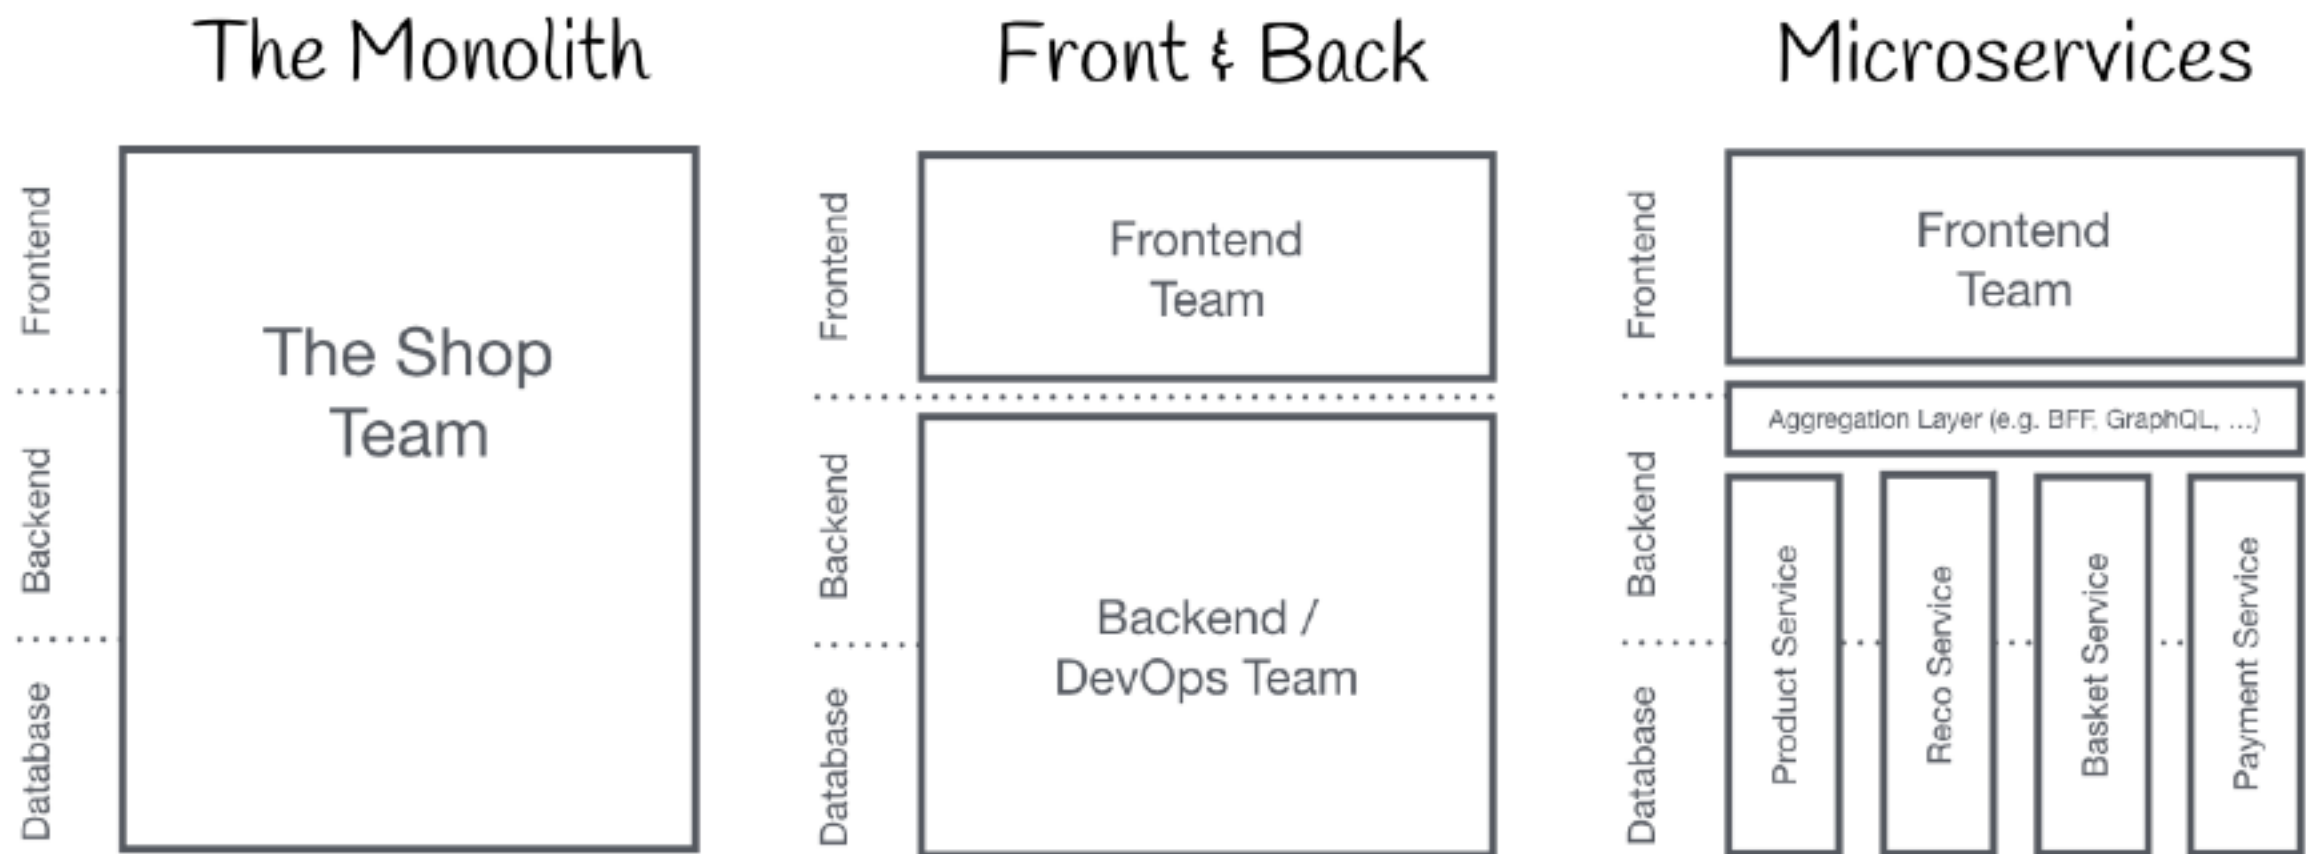 The Monolith
Frontend
Backend
Database
The Shop
Team
Front & Back
Frontend
Backend
Database
Frontend
Team
Backend /
DevOps Team
Microservices
Frontend
Backend
Database
Frontend
Team
Aggregation Layer (e.g. BFF, GraphQL, ...)
Product Service
Reco Service
Basket Service
Payment Service